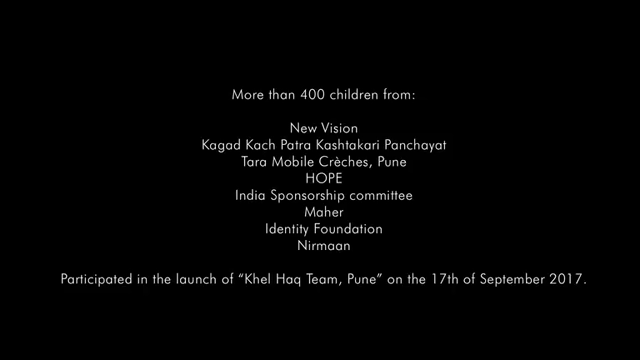 More than 400 children from:
New Vision
Kagad Kach Patra Kashtakari Panchayat
Tara Mobile Crèches, Pune
HOPE
India Sponsorship committee
Maher
Identity Foundation
Nirmaan
Participated in the launch of “Khel Haq Team, Pune” on the 17th of September 2017.